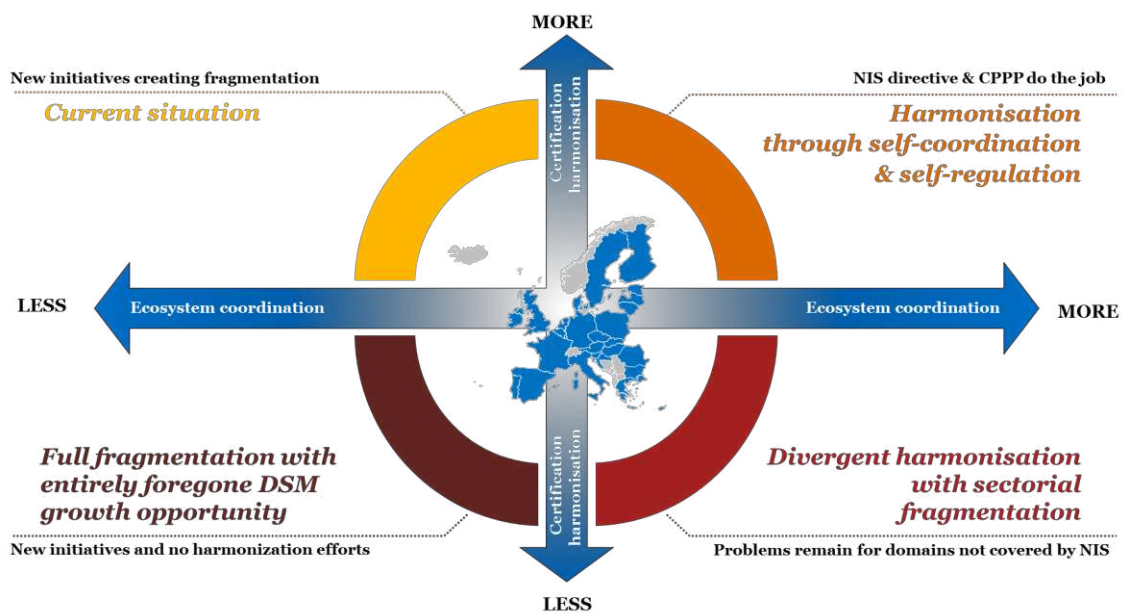 MORE
New initiatives creating fragmentation
Current situation
NIS directive & CPPP do the job
Harmonisation
through self-coordination
& self-regulation
Certification
harmonisation
LESS
Ecosystem coordination
Ecosystem coordination
MORE
Certification
harmonisation
Full fragmentation with
entirely foregone DSM
growth opportunity
New initiatives and no harmonization efforts
Divergent harmonisation
with sectorial
fragmentation
Problems remain for domains not covered by NIS
LESS